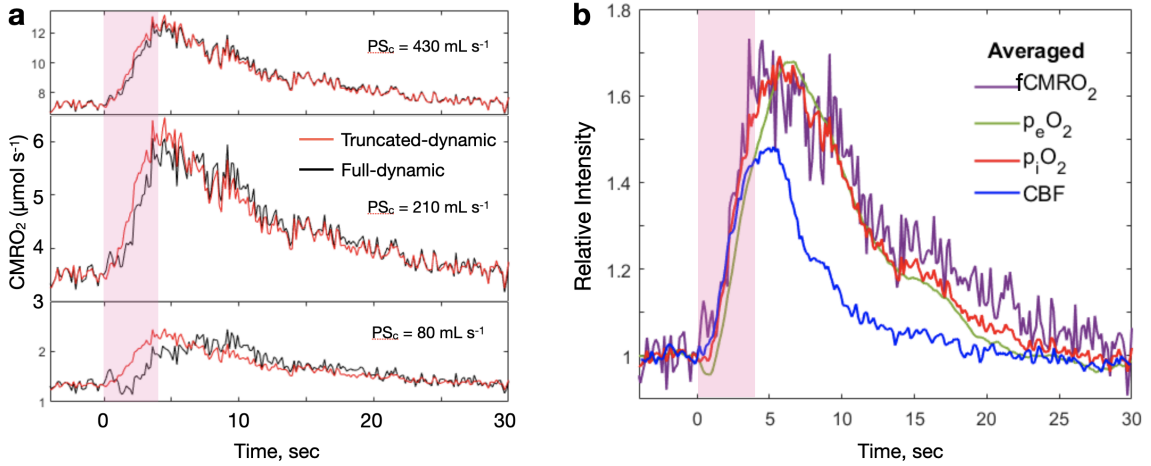 a
12
10
8
PSc = 430 mL s⁻¹
6
5
4
3
Truncated-dynamic
Full-dynamic
PSc = 210 mL s⁻¹
CMRO₂ (μmol s⁻¹)
2
1
PSc = 80 mL s⁻¹
0 10 20 30
Time, sec
b
1.8
1.6
1.4
1.2
1
Relative Intensity
Averaged
fCMRO₂
pₑO₂
pᵢO₂
CBF
0 5 10 15 20 25 30
Time, sec